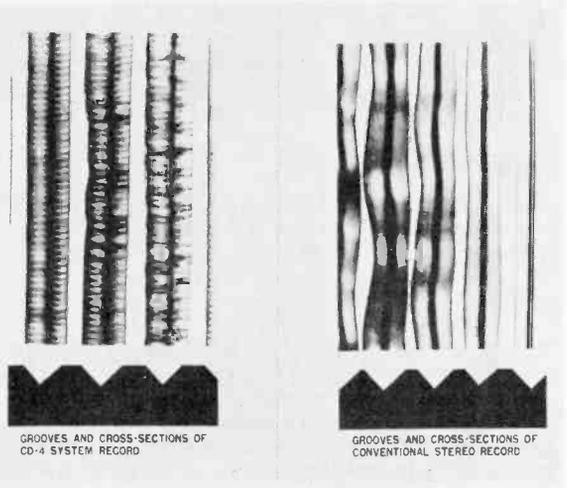 GROOVES AND CROSS-SECTIONS OF
CD-4 SYSTEM RECORD
GROOVES AND CROSS-SECTIONS OF
CONVENTIONAL STEREO RECORD